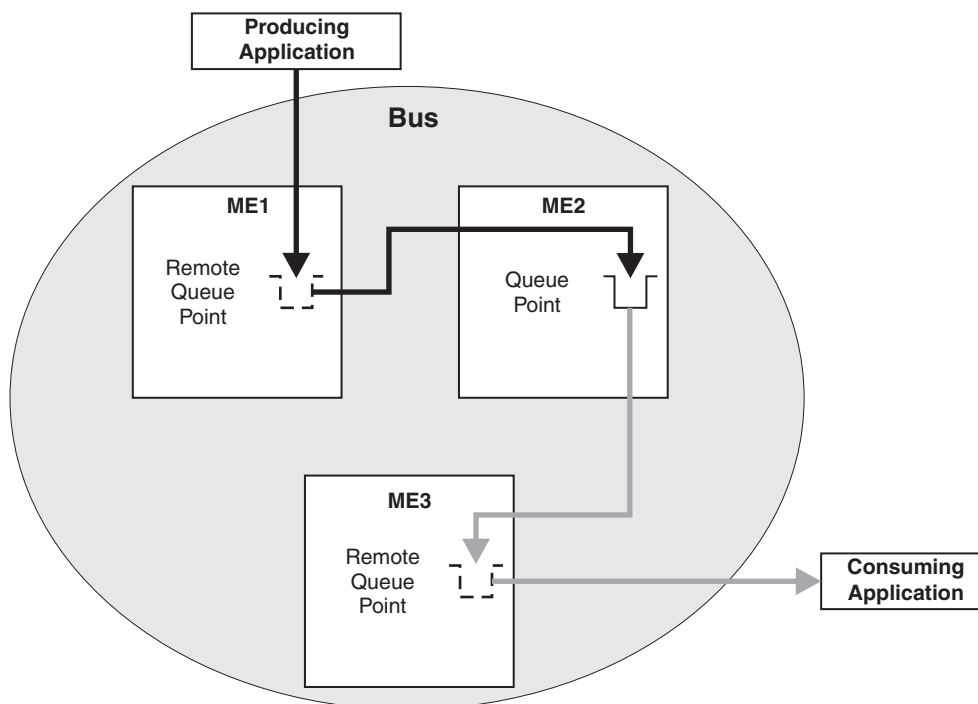 Producing
Application
Bus
ME1
Remote
Queue
Point
ME2
Queue
Point
ME3
Remote
Queue
Point
Consuming
Application